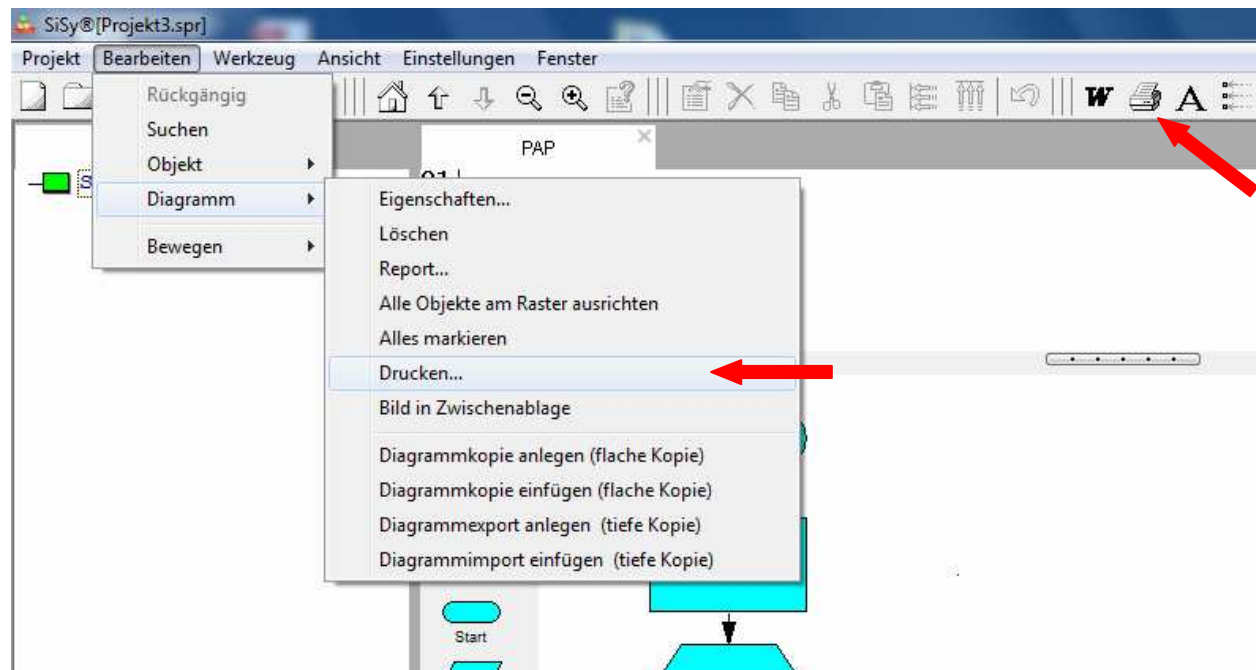 SiSy®[Projekt3.spr]
Projekt Bearbeiten Werkzeug Ansicht Einstellungen Fenster
W A
Rückgängig
Suchen
Objekt
Diagramm
Bewegen
PAP
Eigenschaften...
Löschen
Report...
Alle Objekte am Raster ausrichten
Alles markieren
Drucken...
Bild in Zwischenablage
Diagrammkopie anlegen (flache Kopie)
Diagrammkopie einfügen (flache Kopie)
Diagrammexport anlegen (tiefe Kopie)
Diagrammimport einfügen (tiefe Kopie)
Start